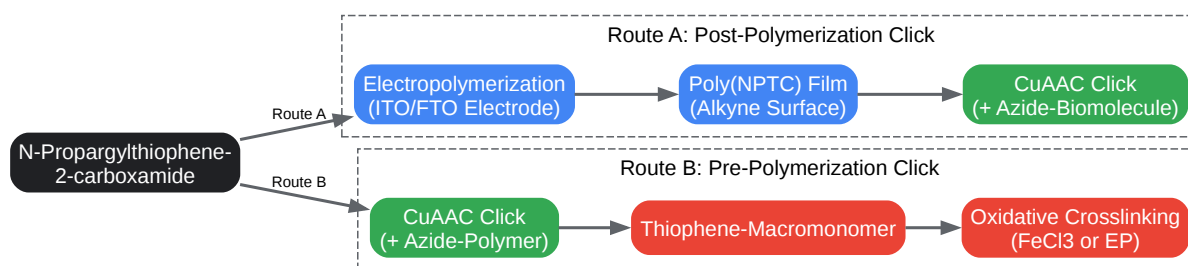 Route A: Post-Polymerization Click
Electropolymerization
(ITO/FTO Electrode)
Poly(NPTC) Film
(Alkyne Surface)
CuAAC Click
(+ Azide-Biomolecule)
Route A
N-Propargylthiophene-
2-carboxamide
Route B
Route B: Pre-Polymerization Click
CuAAC Click
(+ Azide-Polymer)
Thiophene-Macromonomer
Oxidative Crosslinking
(FeCl3 or EP)